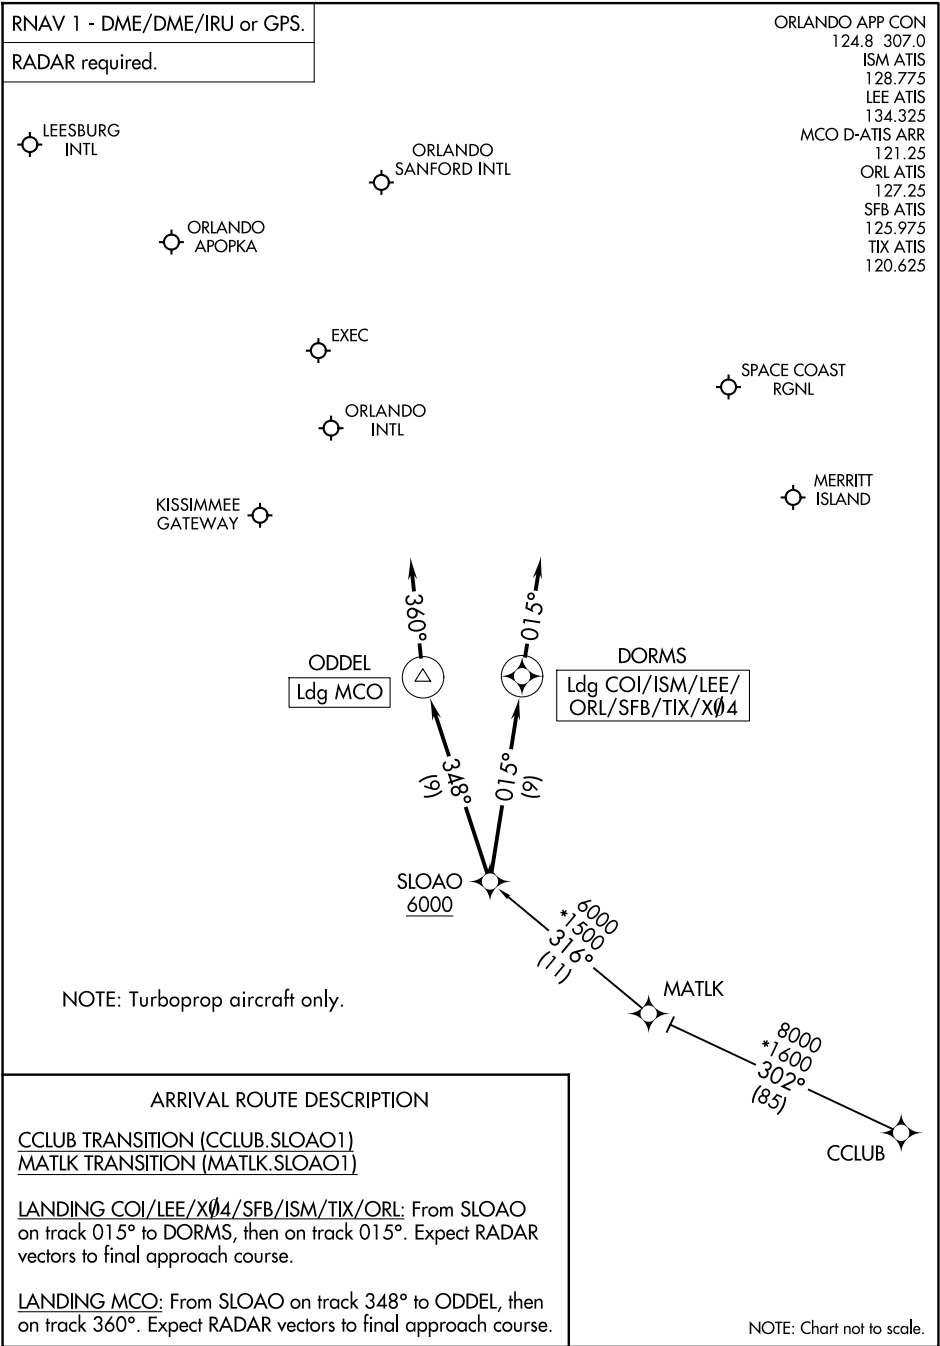 RNAV 1 - DME/DME/IRU or GPS.
RADAR required.
ORLANDO APP CON
124.8 307.0
ISM ATIS
128.775
LEE ATIS
134.325
MCO D-ATIS ARR
121.25
ORL ATIS
127.25
SFB ATIS
125.975
TIX ATIS
120.625
LEESBURG
INTL
ORLANDO
SANFORD INTL
ORLANDO
APOPKA
EXEC
SPACE COAST
RGNL
ORLANDO
INTL
MERRITT
ISLAND
KISSIMMEE
GATEWAY
360°
015°
ODDEL
Ldg MCO
DORMS
Ldg COI/ISM/LEE/
ORL/SFB/TIX/XØ4
348°
(9)
015°
(9)
SLOAO
6000
6000
*1500
316°
(11)
MATLK
8000
*1600
302°
(85)
CCLUB
NOTE: Turboprop aircraft only.
ARRIVAL ROUTE DESCRIPTION
CCLUB TRANSITION (CCLUB.SLOAO1)
MATLK TRANSITION (MATLK.SLOAO1)
LANDING COI/LEE/XØ4/SFB/ISM/TIX/ORL: From SLOAO
on track 015° to DORMS, then on track 015°. Expect RADAR
vectors to final approach course.
LANDING MCO: From SLOAO on track 348° to ODDEL, then
on track 360°. Expect RADAR vectors to final approach course.
NOTE: Chart not to scale.